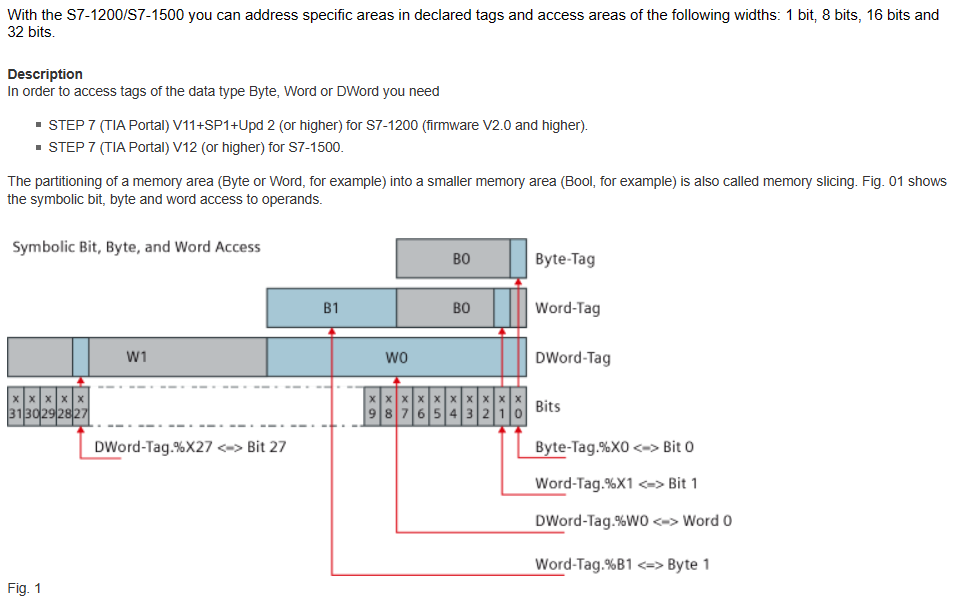 With the S7-1200/S7-1500 you can address specific areas in declared tags and access areas of the following widths: 1 bit, 8 bits, 16 bits and
32 bits.
Description
In order to access tags of the data type Byte, Word or DWord you need
▪ STEP 7 (TIA Portal) V11+SP1+Upd 2 (or higher) for S7-1200 (firmware V2.0 and higher).
▪ STEP 7 (TIA Portal) V12 (or higher) for S7-1500.
The partitioning of a memory area (Byte or Word, for example) into a smaller memory area (Bool, for example) is also called memory slicing. Fig. 01 shows
the symbolic bit, byte and word access to operands.
Symbolic Bit, Byte, and Word Access
B0 Byte-Tag
B1 B0 Word-Tag
W1 W0 DWord-Tag
x x x x x x x x x x x x x x x
31 30 29 28 27 9 8 7 6 5 4 3 2 1 0 Bits
DWord-Tag.%X27 <=> Bit 27
Byte-Tag.%X0 <=> Bit 0
Word-Tag.%X1 <=> Bit 1
DWord-Tag.%W0 <=> Word 0
Word-Tag.%B1 <=> Byte 1
Fig. 1